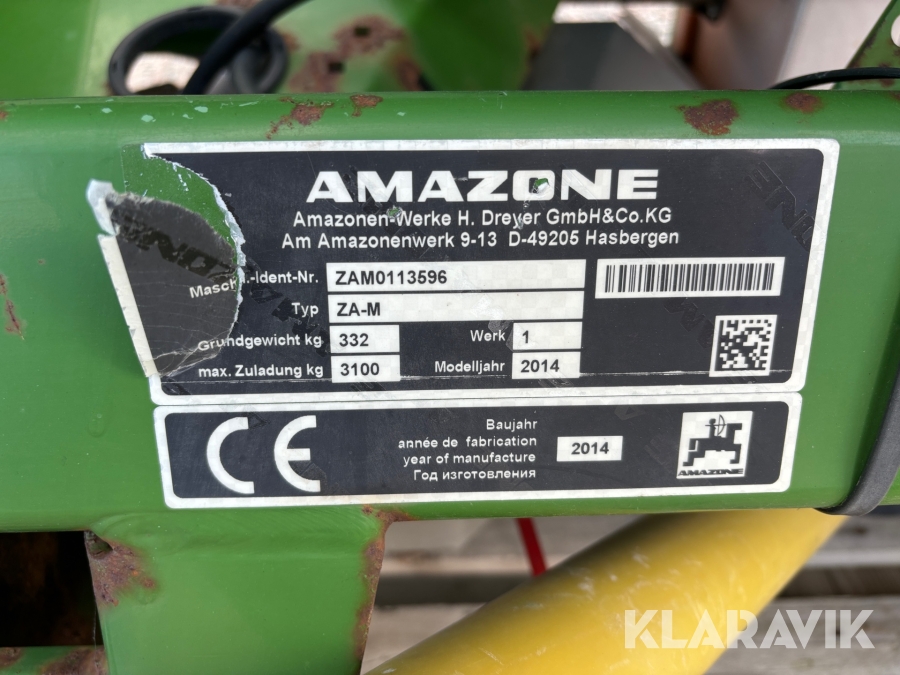 AMAZONE
Amazonen-Werke H. Dreyer GmbH&Co.KG
Am Amazonenwerk 9-13 D-49205 Hasbergen
Masch.-Ident-Nr. ZAM0113596
Typ ZA-M
Grundgewicht kg 332 Werk 1
max. Zuladung kg 3100 Modelljahr 2014
CE
Baujahr
année de fabrication
year of manufacture
Год изготовления
2014
AMAZONE
KLARAVIK